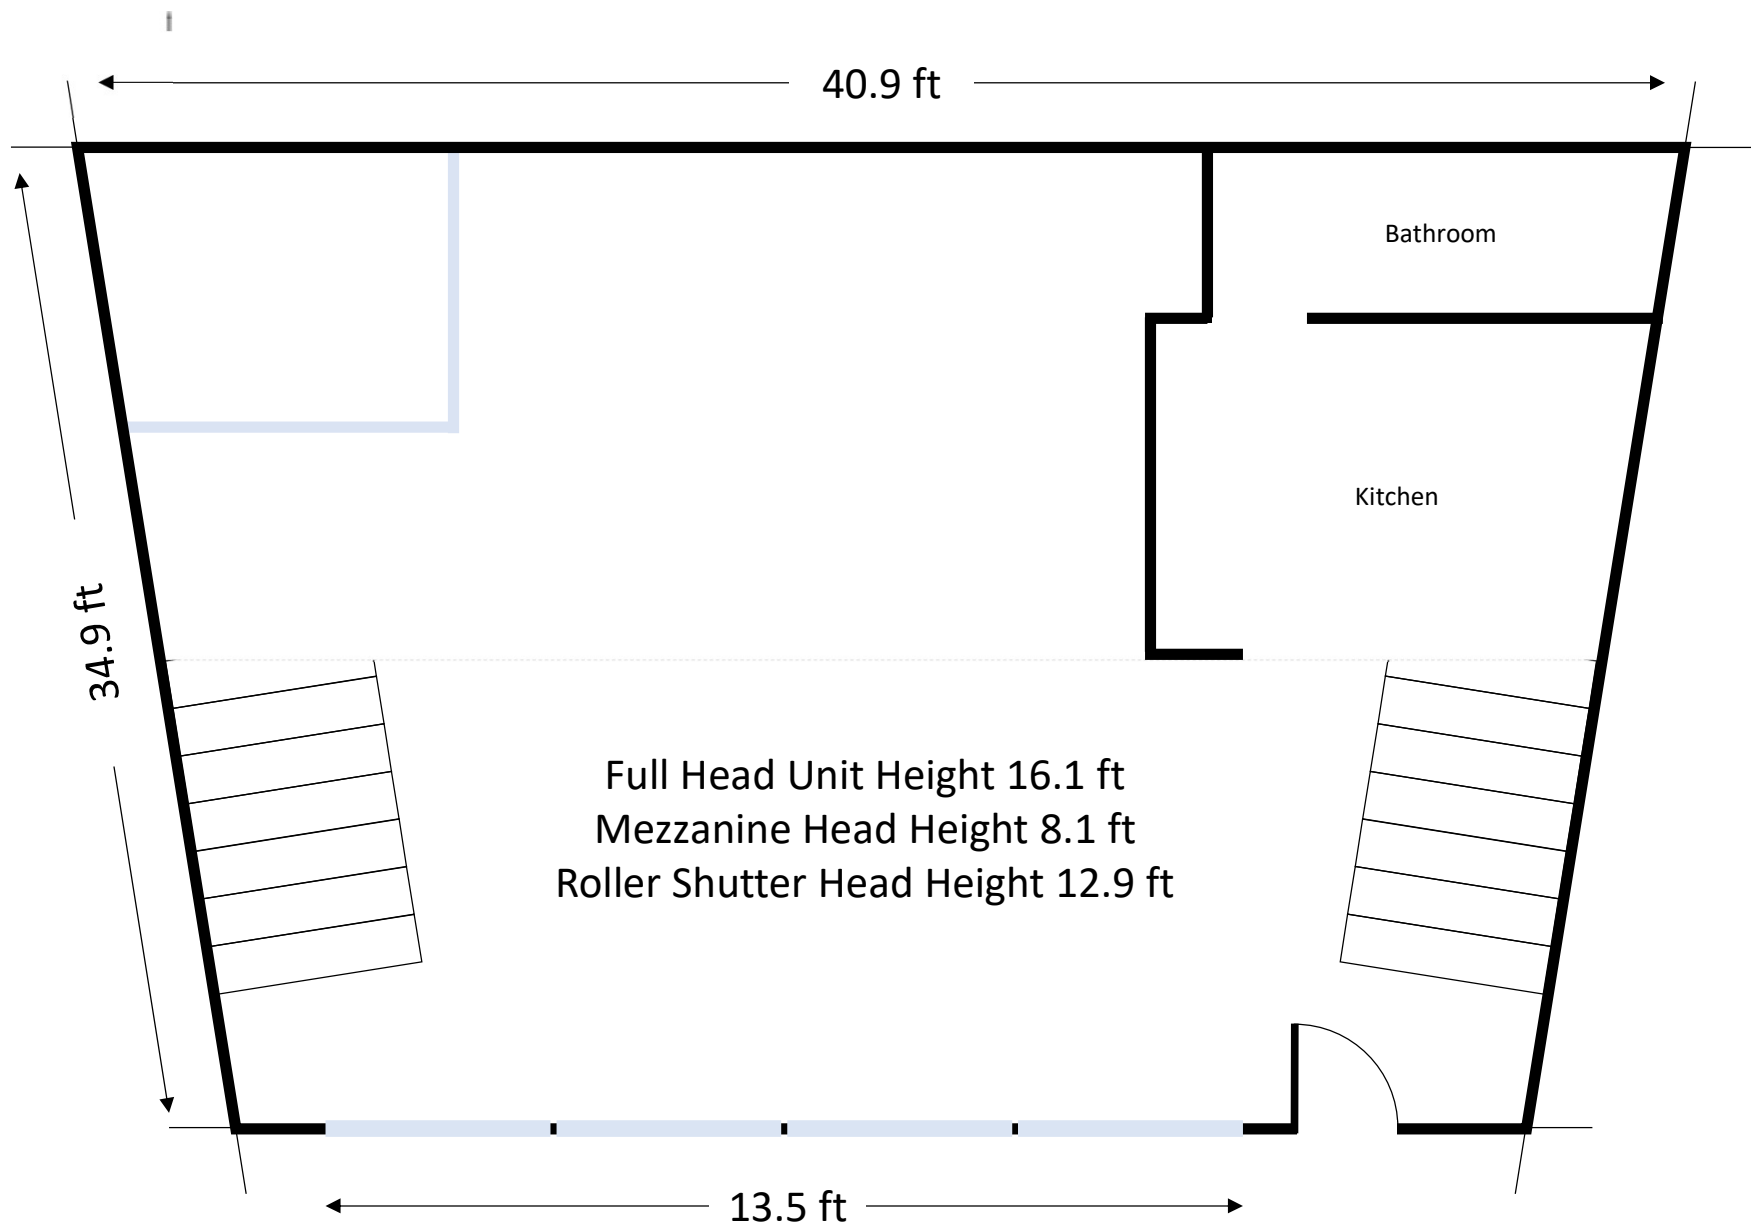 40.9 ft
Bathroom
Kitchen
34.9 ft
Full Head Unit Height 16.1 ft
Mezzanine Head Height 8.1 ft
Roller Shutter Head Height 12.9 ft
13.5 ft